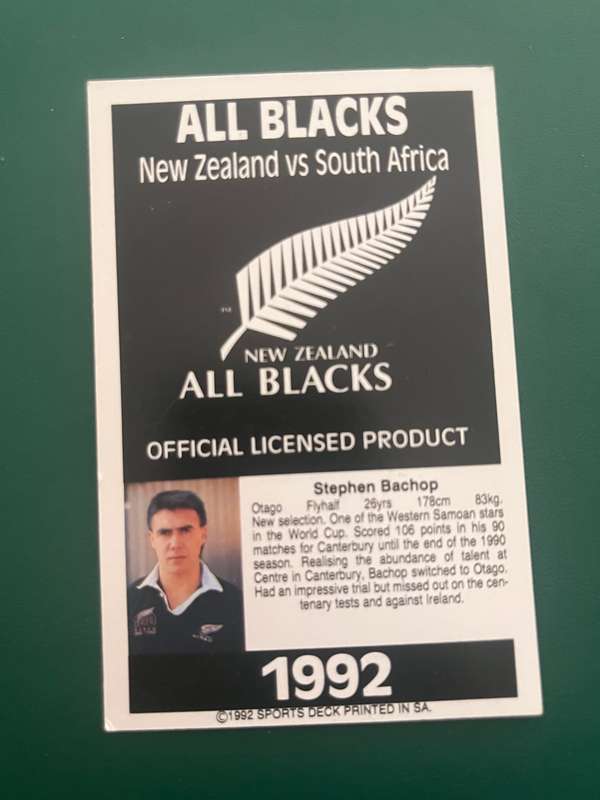 ALL BLACKS
New Zealand vs South Africa
TM
NEW ZEALAND
ALL BLACKS
OFFICIAL LICENSED PRODUCT
Stephen Bachop
Otago Flyhalf 26yrs 178cm 83kg.
New selection. One of the Western Samoan stars
in the World Cup. Scored 106 points in his 90
matches for Canterbury until the end of the 1990
season. Realising the abundance of talent at
Centre in Canterbury, Bachop switched to Otago.
Had an impressive trial but missed out on the cen-
tenary tests and against Ireland.
1992
©1992 SPORTS DECK PRINTED IN SA.